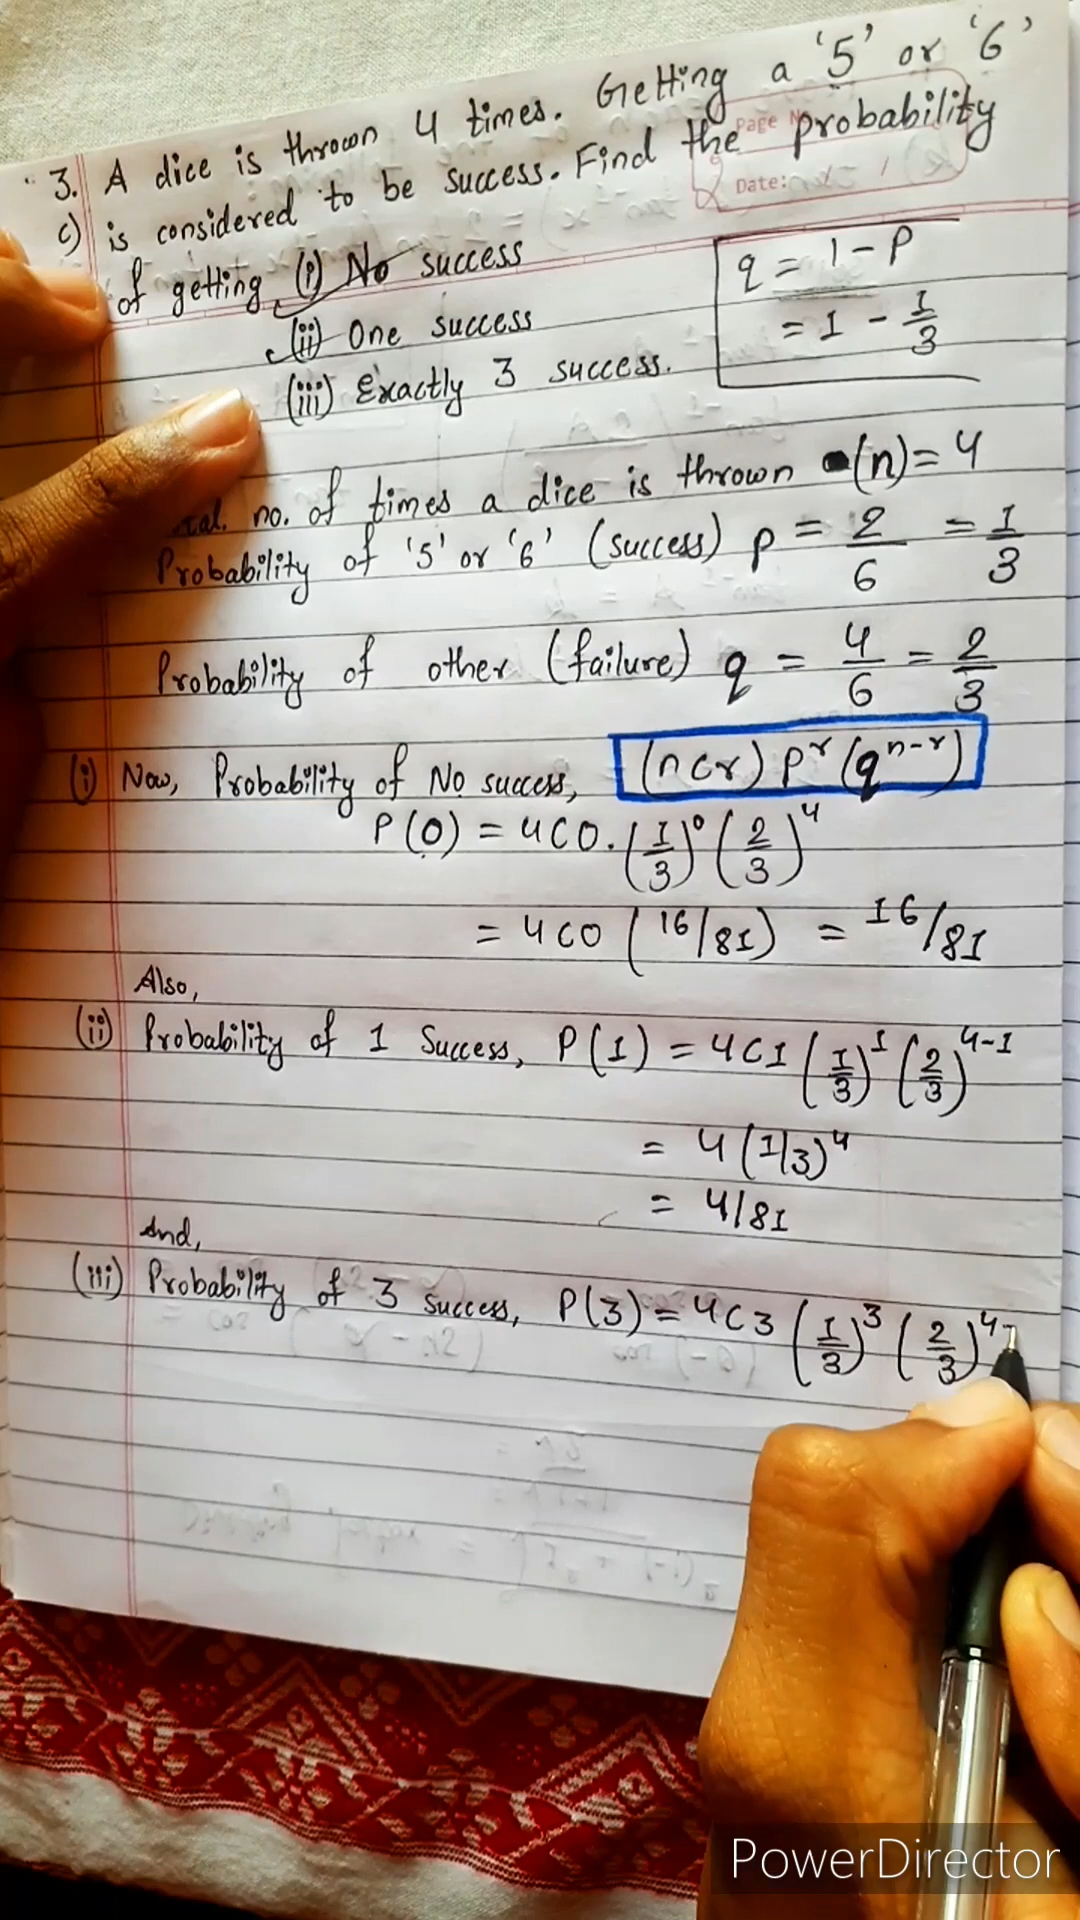 3. A dice is thrown 4 times. Getting a '5' or '6'
c) is considered to be success. Find the probability
Page
Date:
of getting (i) No success
(ii) One success
(iii) Exactly 3 success.
q = 1 - P
= 1 - 1/3
no. of times a dice is thrown (n) = 4
Probability of '5' or '6' (success) p = 2/6 = 1/3
Probability of other (failure) q = 4/6 = 2/3
(i) Now, Probability of No success, (nCr) P^r (q^n-r)
P(0) = 4C0. (1/3)^0 (2/3)^4
= 4C0 (16/81) = 16/81
Also,
(ii) Probability of 1 Success, P(1) = 4C1 (1/3)^1 (2/3)^4-1
= 4 (1/3)^4
= 4/81
And,
(iii) Probability of 3 success, P(3) = 4C3 (1/3)^3 (2/3)^4-
PowerDirector